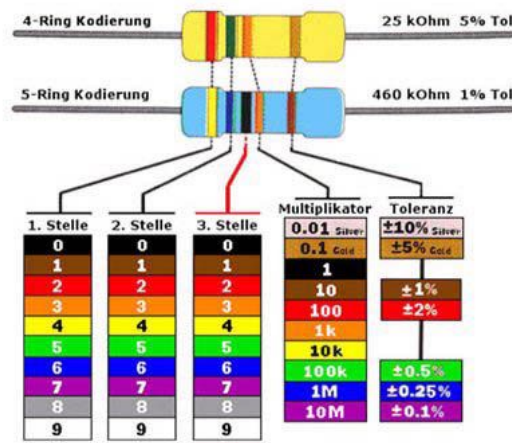 4-Ring Kodierung 25 kOhm 5% Tol
5-Ring Kodierung 460 kOhm 1% Tol
1. Stelle 2. Stelle 3. Stelle Multiplikator Toleranz
0 0 0 0.01 Silver ±10% Silver
1 1 1 0.1 Gold ±5% Gold
2 2 2 1
3 3 3 10 ±1%
4 4 4 100 ±2%
5 5 5 1k
6 6 6 10k
7 7 7 100k ±0.5%
8 8 8 1M ±0.25%
9 9 9 10M ±0.1%